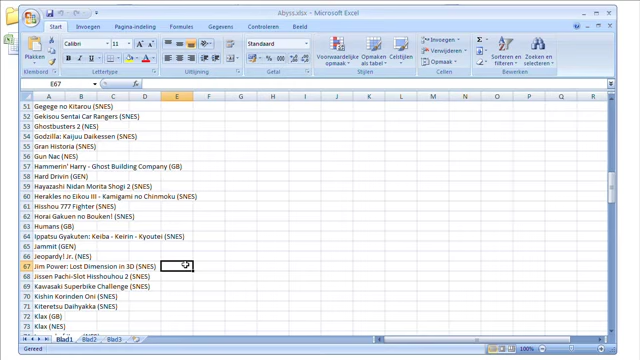 Abyss.xlsx - Microsoft Excel
Start Invoegen Pagina-indeling Formules Gegevens Controleren Beeld
Plakken
Klembord
Calibri 11
Lettertype
Uitlijning
Standaard
Getal
Voorwaardelijke opmaak
Opmaken als tabel
Celstijlen
Stijlen
Invoegen
Verwijderen
Opmaak
Cellen
Sorteren en filteren
Zoeken en selecteren
Bewerken
E67
A B C D E F G H I J K L M N O P Q R
51 Gegege no Kitarou (SNES)
52 Gekisou Sentai Car Rangers (SNES)
53 Ghostbusters 2 (NES)
54 Godzilla: Kaijuu Daikessen (SNES)
55 Gran Historia (SNES)
56 Gun Nac (NES)
57 Hammerin' Harry - Ghost Building Company (GB)
58 Hard Drivin (GEN)
59 Hayazashi Nidan Morita Shogi 2 (SNES)
60 Herakles no Eikou III - Kamigami no Chinmoku (SNES)
61 Hisshou 777 Fighter (SNES)
62 Horai Gakuen no Bouken! (SNES)
63 Humans (GB)
64 Ippatsu Gyakuten: Keiba - Keirin - Kyoutei (SNES)
65 Jammit (GEN)
66 Jeopardy! Jr. (NES)
67 Jim Power: Lost Dimension in 3D (SNES)
68 Jissen Pachi-Slot Hisshouhou 2 (SNES)
69 Kawasaki Superbike Challenge (SNES)
70 Kishin Korinden Oni (SNES)
71 Kiteretsu Daihyakka (SNES)
72 Klax (GB)
73 Klax (NES)
Blad1 Blad2 Blad3
Gereed 100%